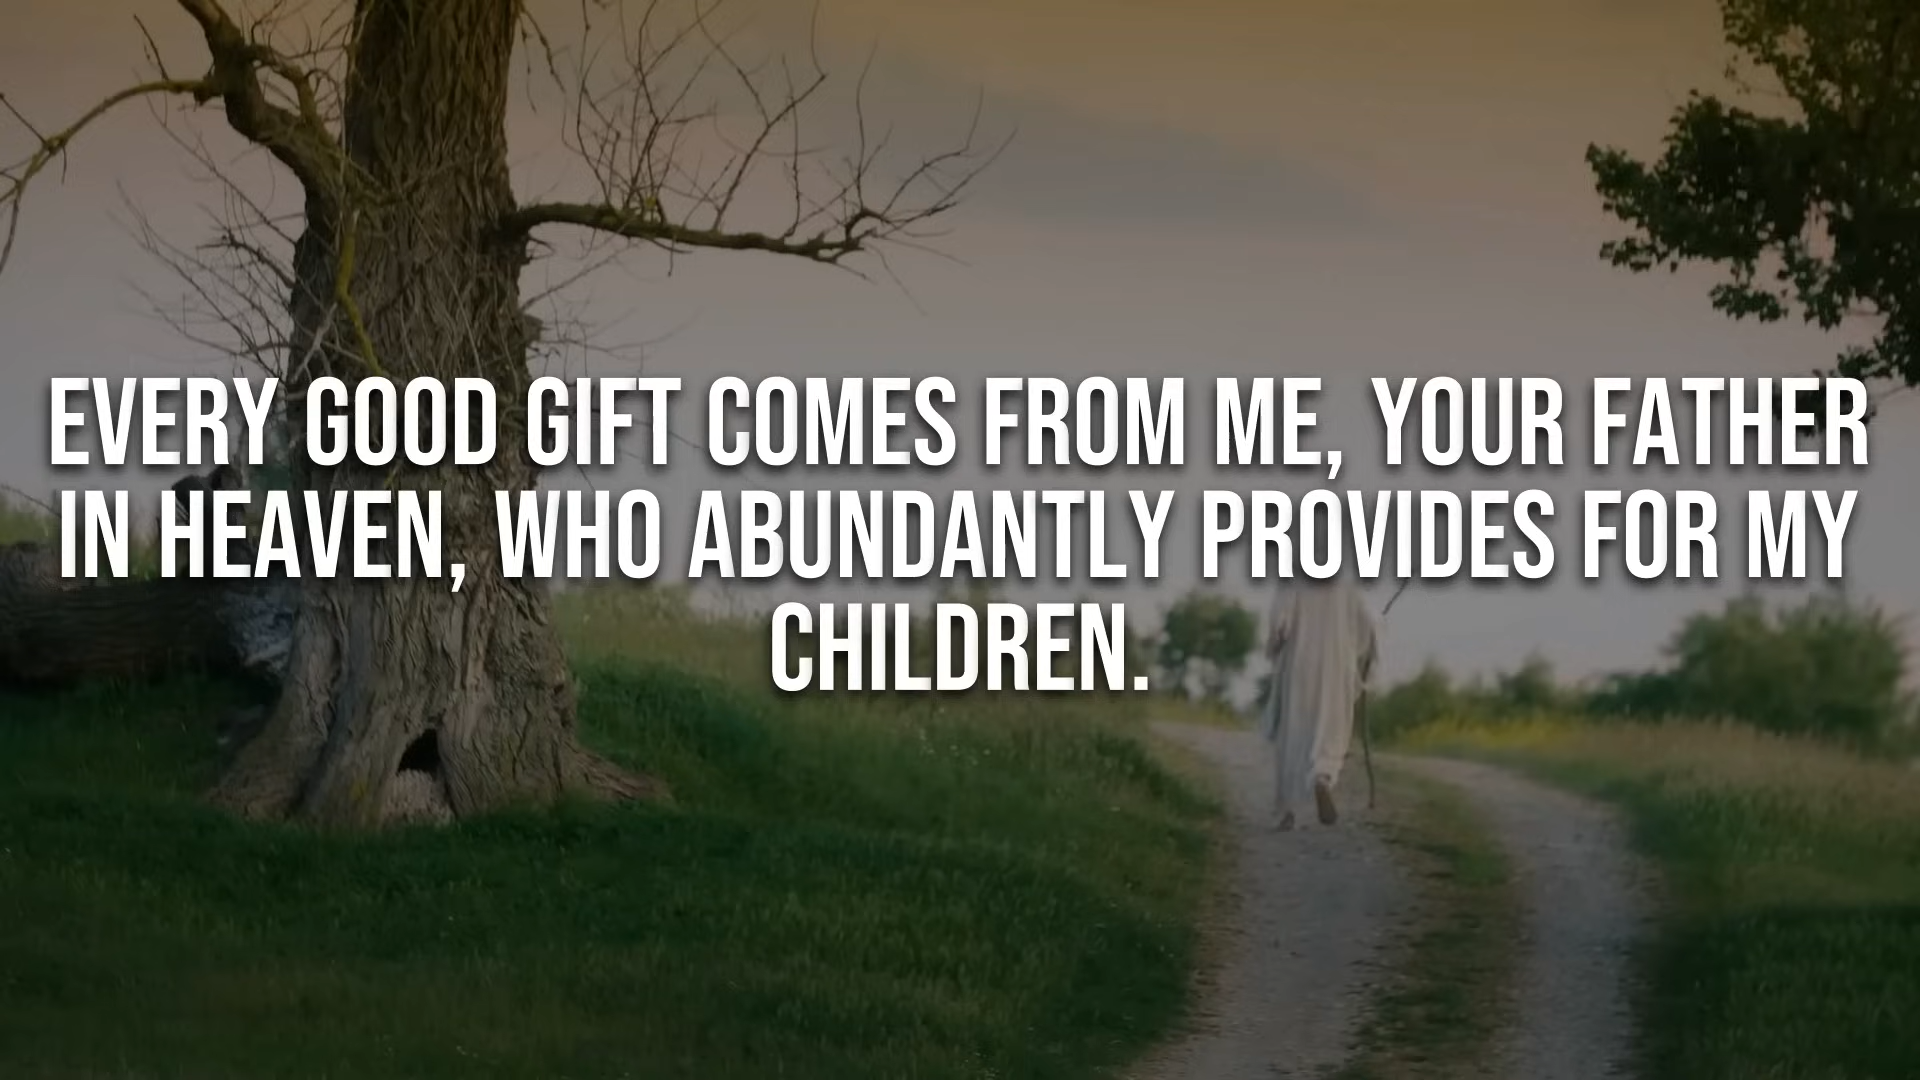 EVERY GOOD GIFT COMES FROM ME, YOUR FATHER
IN HEAVEN, WHO ABUNDANTLY PROVIDES FOR MY
CHILDREN.